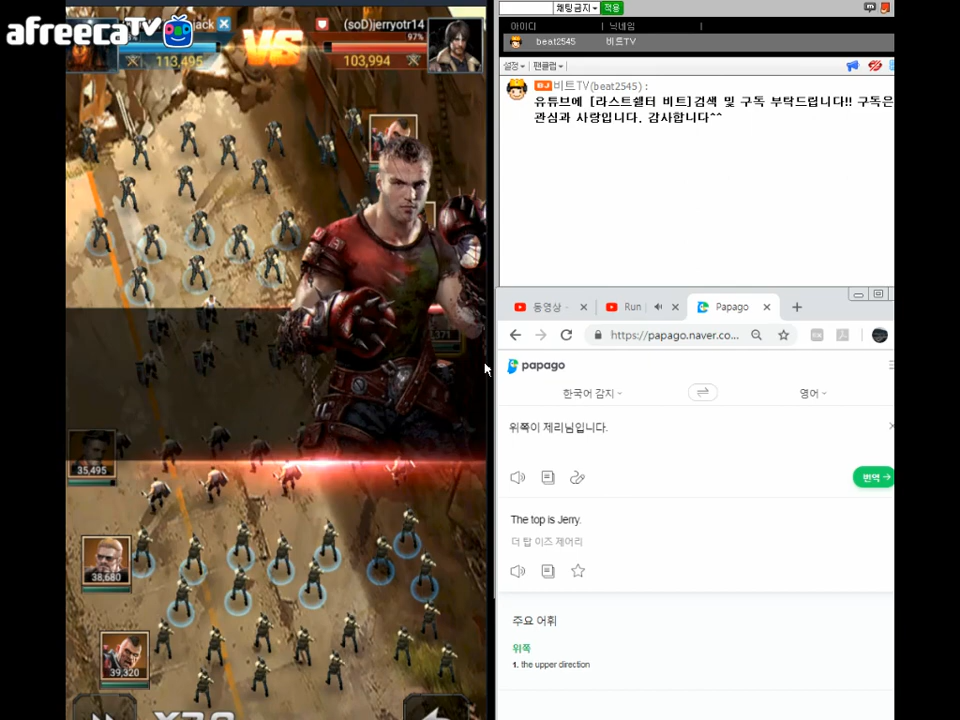 afreecaTV
ack
VS
(soD)jerryotr14
97%
113,495
103,994
35,495
38,680
39,320
채팅금지
적용
아이디 | 닉네임 |
beat2545 비트TV
설정 팬클럽
BJ 비트TV(beat2545) :
유튜브에 [라스트쉘터 비트]검색 및 구독 부탁드립니다!! 구독은
관심과 사랑입니다. 감사합니다^^
동영상
Run
Papago
https://papago.naver.co...
papago
한국어 감지
영어
위쪽이 제리님입니다.
번역
The top is Jerry.
더 탑 이즈 제어리
주요 어휘
위쪽
1. the upper direction